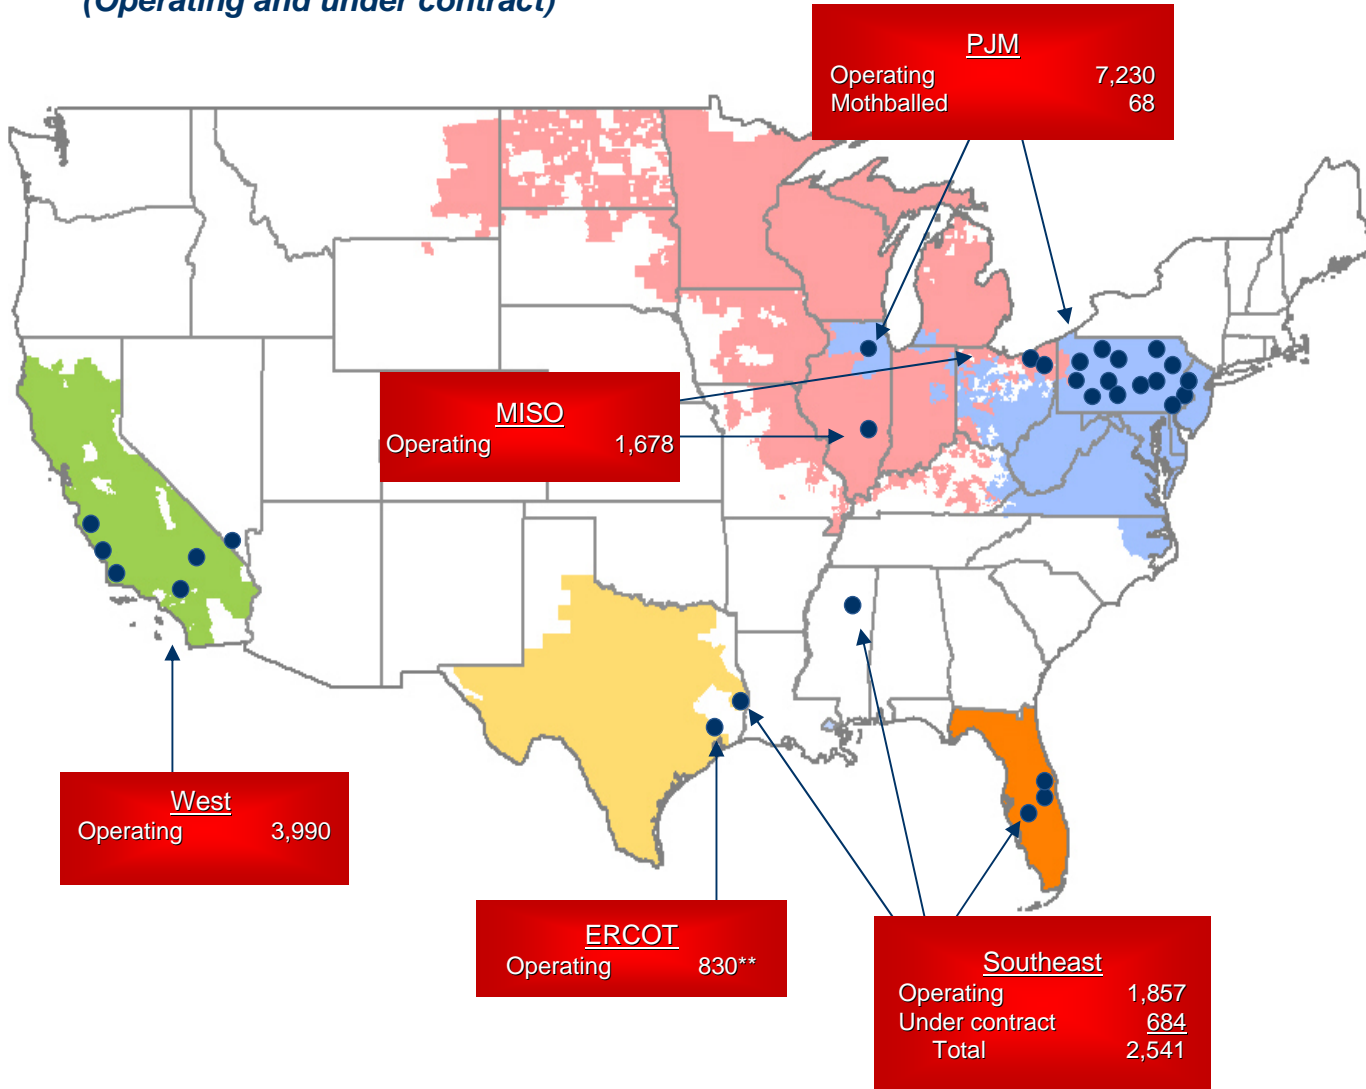 (Operating and under contract)
PJM
Operating 7,230
Mothballed 68
MISO
Operating 1,678
West
Operating 3,990
ERCOT
Operating 830**
Southeast
Operating 1,857
Under contract 684
Total 2,541